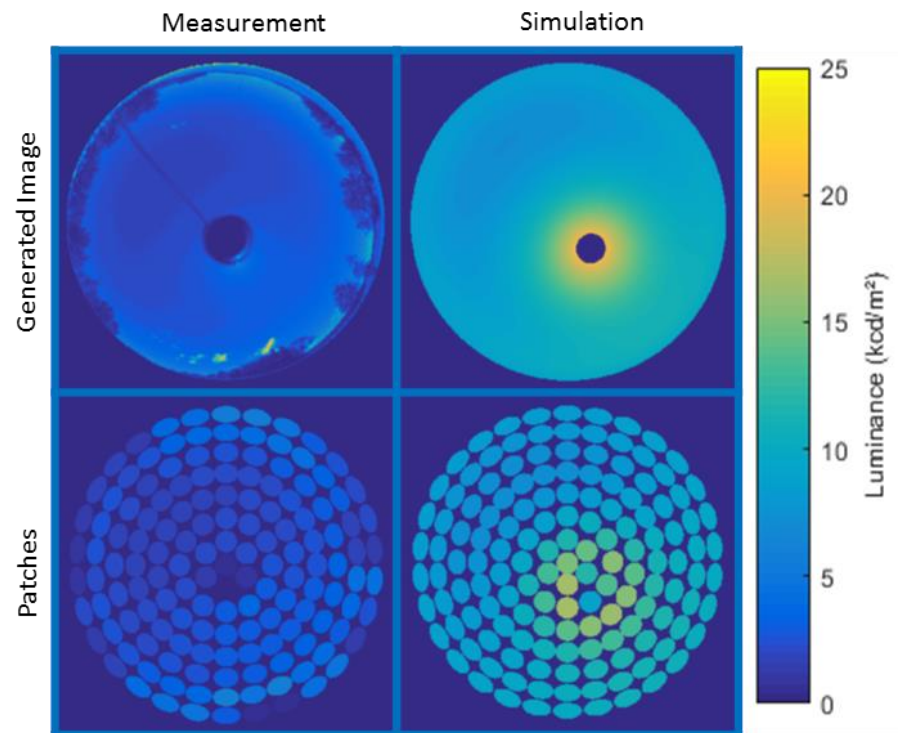 Measurement
Simulation
Generated Image
Patches
25
20
15
10
5
0
Luminance (kcd/m²)